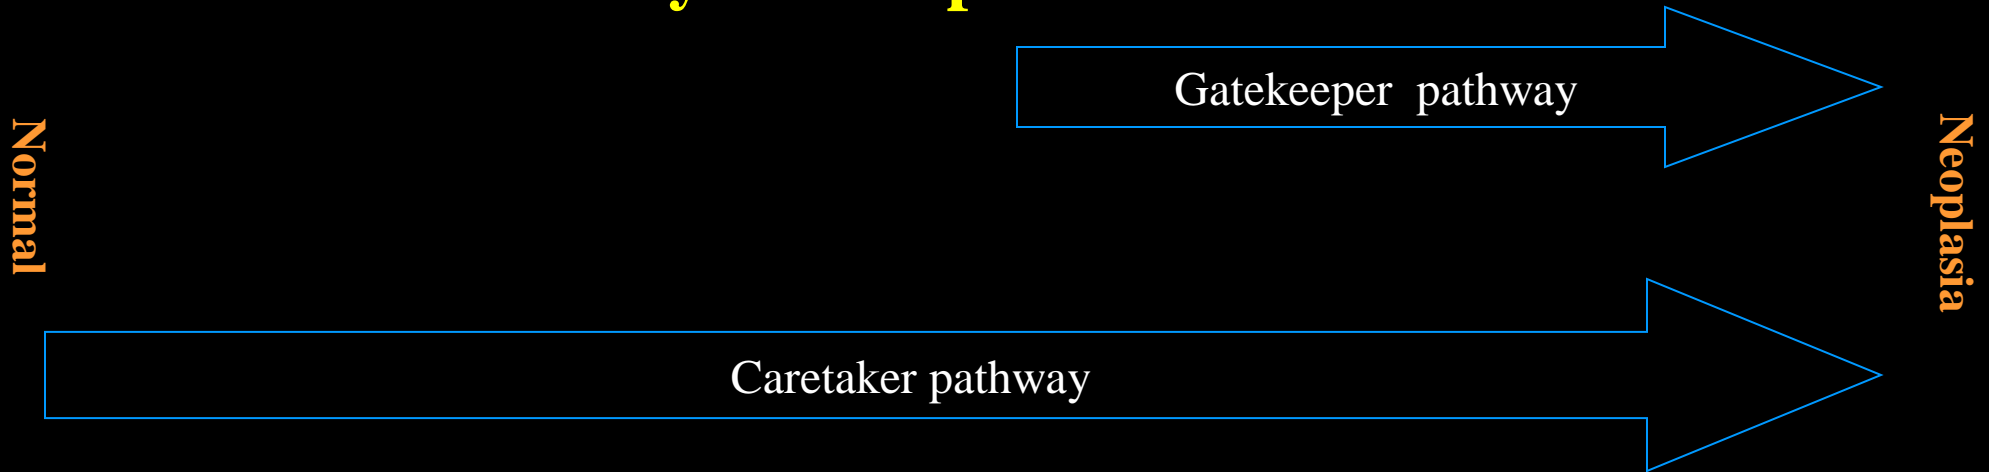 Gatekeeper pathway
Normal
Neoplasia
Caretaker pathway